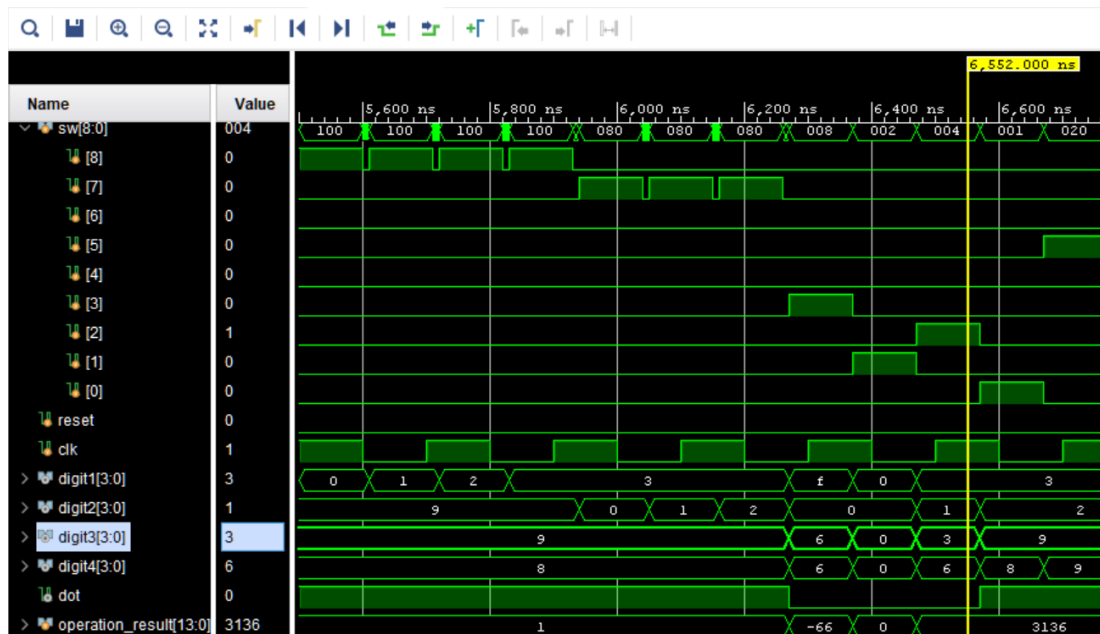 6,552.000 ns
Name Value
5,600 ns 5,800 ns 6,000 ns 6,200 ns 6,400 ns 6,600 ns
sw[8:0] 004 100 100 100 100 080 080 080 008 002 004 001 020
[8] 0
[7] 0
[6] 0
[5] 0
[4] 0
[3] 0
[2] 1
[1] 0
[0] 0
reset 0
clk 1
digit1[3:0] 3 0 1 2 3 f 0 3
digit2[3:0] 1 9 0 1 2 0 1 2
digit3[3:0] 3 9 6 0 3 9
digit4[3:0] 6 8 6 0 6 8 9
dot 0
operation_result[13:0] 3136 1 -66 0 3136